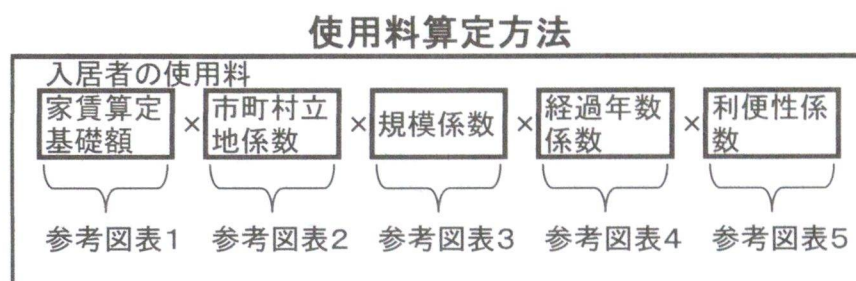 使用料算定方法
入居者の使用料
家賃算定基礎額 × 市町村立地係数 × 規模係数 × 経過年数係数 × 利便性係数
参考図表1 参考図表2 参考図表3 参考図表4 参考図表5